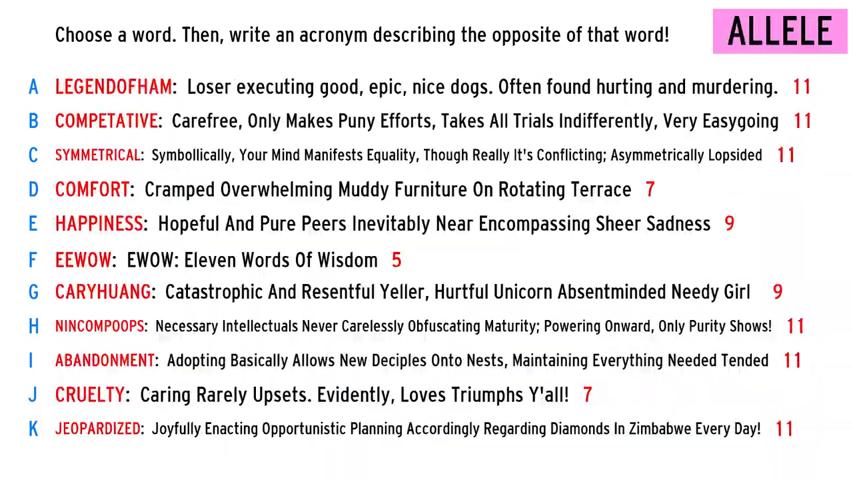 Choose a word. Then, write an acronym describing the opposite of that word!
ALLELE
A LEGENDOFHAM: Loser executing good, epic, nice dogs. Often found hurting and murdering. 11
B COMPETATIVE: Carefree, Only Makes Puny Efforts, Takes All Trials Indifferently, Very Easygoing 11
C SYMMETRICAL: Symbollically, Your Mind Manifests Equality, Though Really It's Conflicting; Asymmetrically Lopsided 11
D COMFORT: Cramped Overwhelming Muddy Furniture On Rotating Terrace 7
E HAPPINESS: Hopeful And Pure Peers Inevitably Near Encompassing Sheer Sadness 9
F EEWOW: EWOW: Eleven Words Of Wisdom 5
G CARYHUANG: Catastrophic And Resentful Yeller, Hurtful Unicorn Absentminded Needy Girl 9
H NINCOMPOOPS: Necessary Intellectuals Never Carelessly Obfuscating Maturity; Powering Onward, Only Purity Shows! 11
I ABANDONMENT: Adopting Basically Allows New Deciples Onto Nests, Maintaining Everything Needed Tended 11
J CRUELTY: Caring Rarely Upsets. Evidently, Loves Triumphs Y'all! 7
K JEOPARDIZED: Joyfully Enacting Opportunistic Planning Accordingly Regarding Diamonds In Zimbabwe Every Day! 11